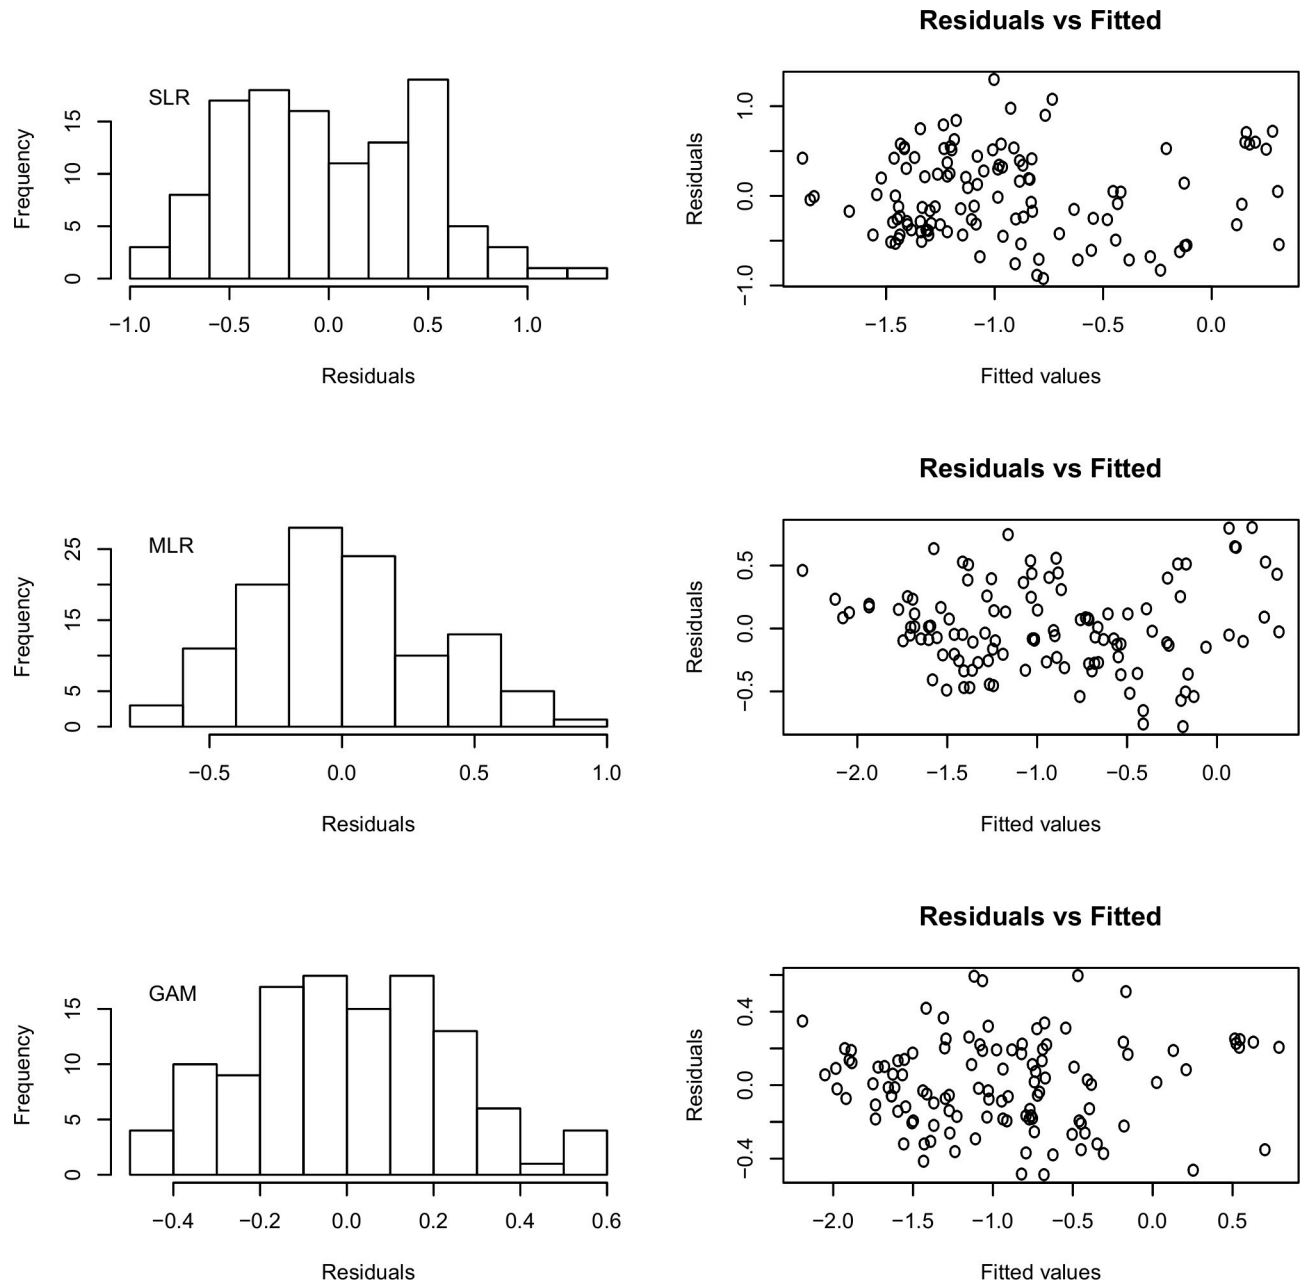 Residuals vs Fitted
SLR
Frequency
0 5 10 15
−1.0 −0.5 0.0 0.5 1.0
Residuals
Residuals
−1.0 0.0 1.0
−1.5 −1.0 −0.5 0.0
Fitted values
Residuals vs Fitted
MLR
Frequency
0 5 15 25
−0.5 0.0 0.5 1.0
Residuals
Residuals
−0.5 0.0 0.5
−2.0 −1.5 −1.0 −0.5 0.0
Fitted values
Residuals vs Fitted
GAM
Frequency
0 5 10 15
−0.4 −0.2 0.0 0.2 0.4 0.6
Residuals
Residuals
−0.4 0.0 0.4
−2.0 −1.5 −1.0 −0.5 0.0 0.5
Fitted values